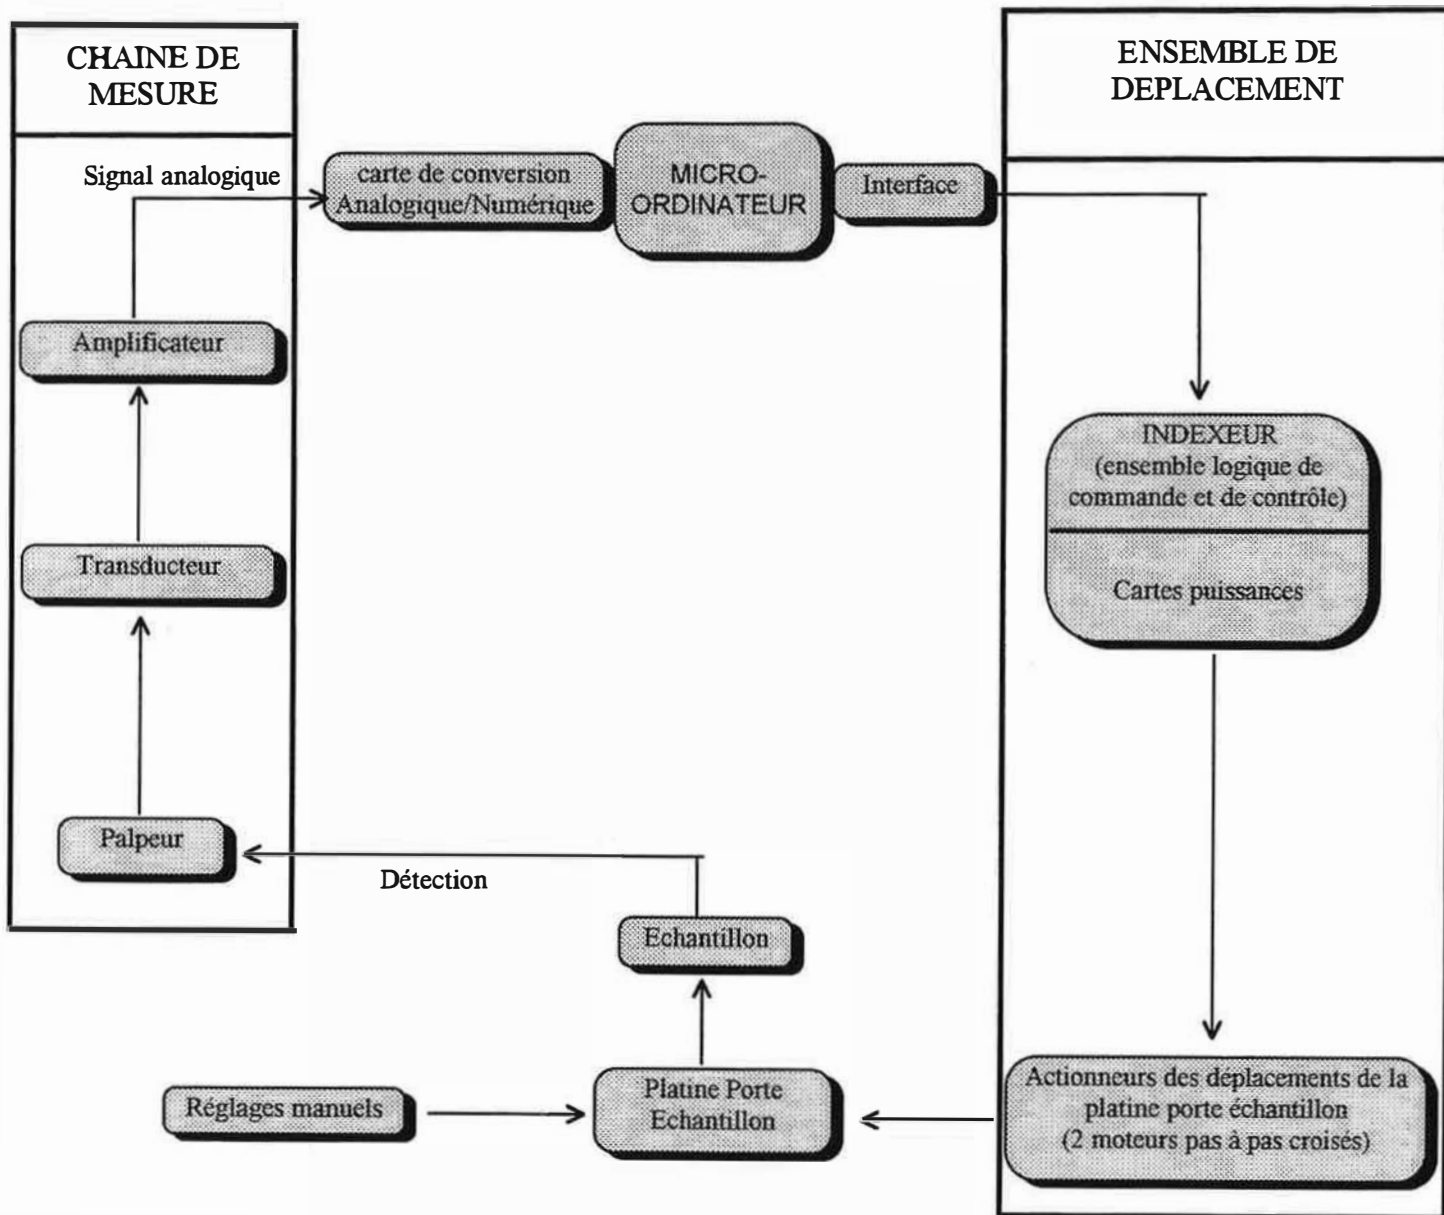 CHAINE DE
MESURE
ENSEMBLE DE
DEPLACEMENT
Signal analogique
carte de conversion
Analogique/Numérique
MICRO-
ORDINATEUR
Interface
Amplificateur
INDEXEUR
(ensemble logique de
commande et de contrôle)
Cartes puissances
Transducteur
Palpeur
Détection
Echantillon
Réglages manuels
Platine Porte
Echantillon
Actionneurs des déplacements de la
platine porte échantillon
(2 moteurs pas à pas croisés)